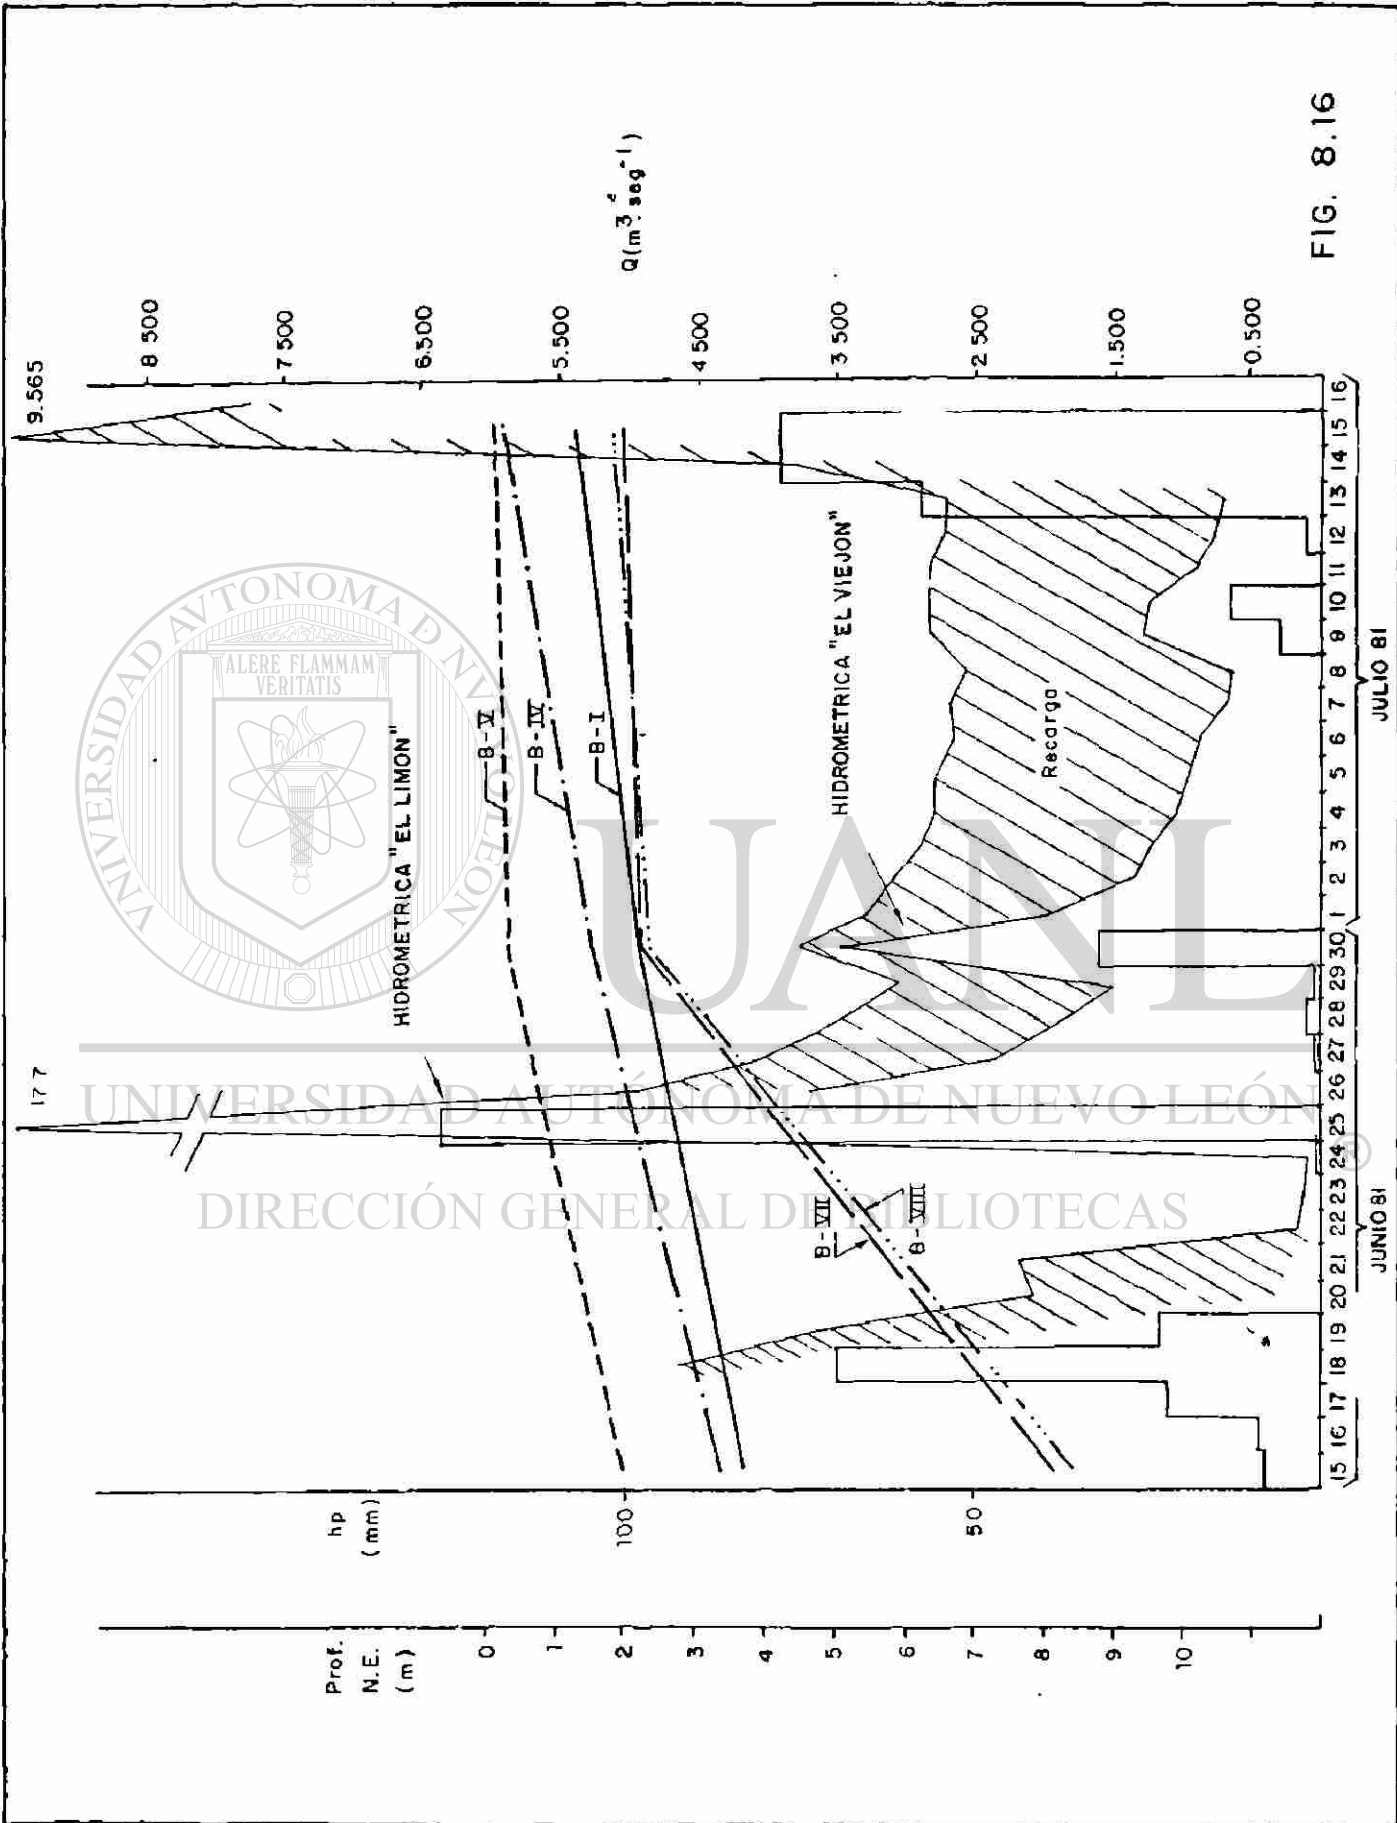 17.7
9.565
Prof.
N.E.
(m)
0
1
2
3
4
5
6
7
8
9
10
hp
(mm)
100
50
HIDROMETRICA "EL LIMON"
B-V
B-IV
B-I
B-VII
B-VIII
HIDROMETRICA "EL VIEJON"
Recarga
8 500
7 500
6.500
5.500
4 500
3 500
2 500
1.500
0.500
Q(m3. seg-1)
15 16 17 18 19 20 21 22 23 24 25 26 27 28 29 30 1 2 3 4 5 6 7 8 9 10 11 12 13 14 15 16
JUNIO 81
JULIO 81
FIG. 8.16
UNIVERSIDAD AVTONOMA DE NVEVO LEON
ALERE FLAMMAM
VERITATIS
UANL
UNIVERSIDAD AUTÓNOMA DE NUEVO LEÓN
®
DIRECCIÓN GENERAL DE BIBLIOTECAS